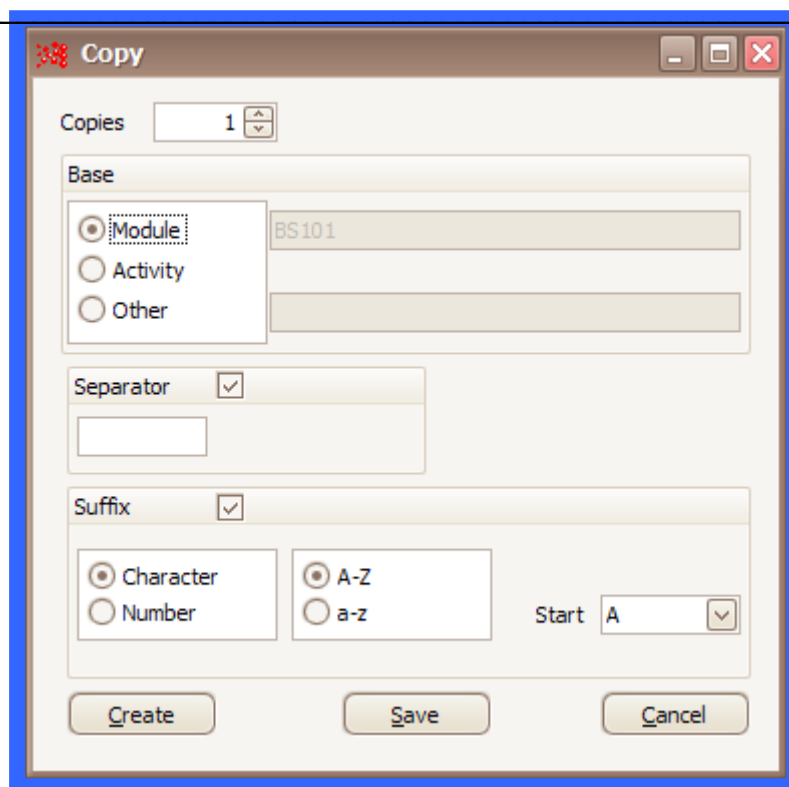 Copy
Copies 1
Base
Module BS101
Activity
Other
Separator
Suffix
Character A-Z
Number a-z Start A
Create Save Cancel